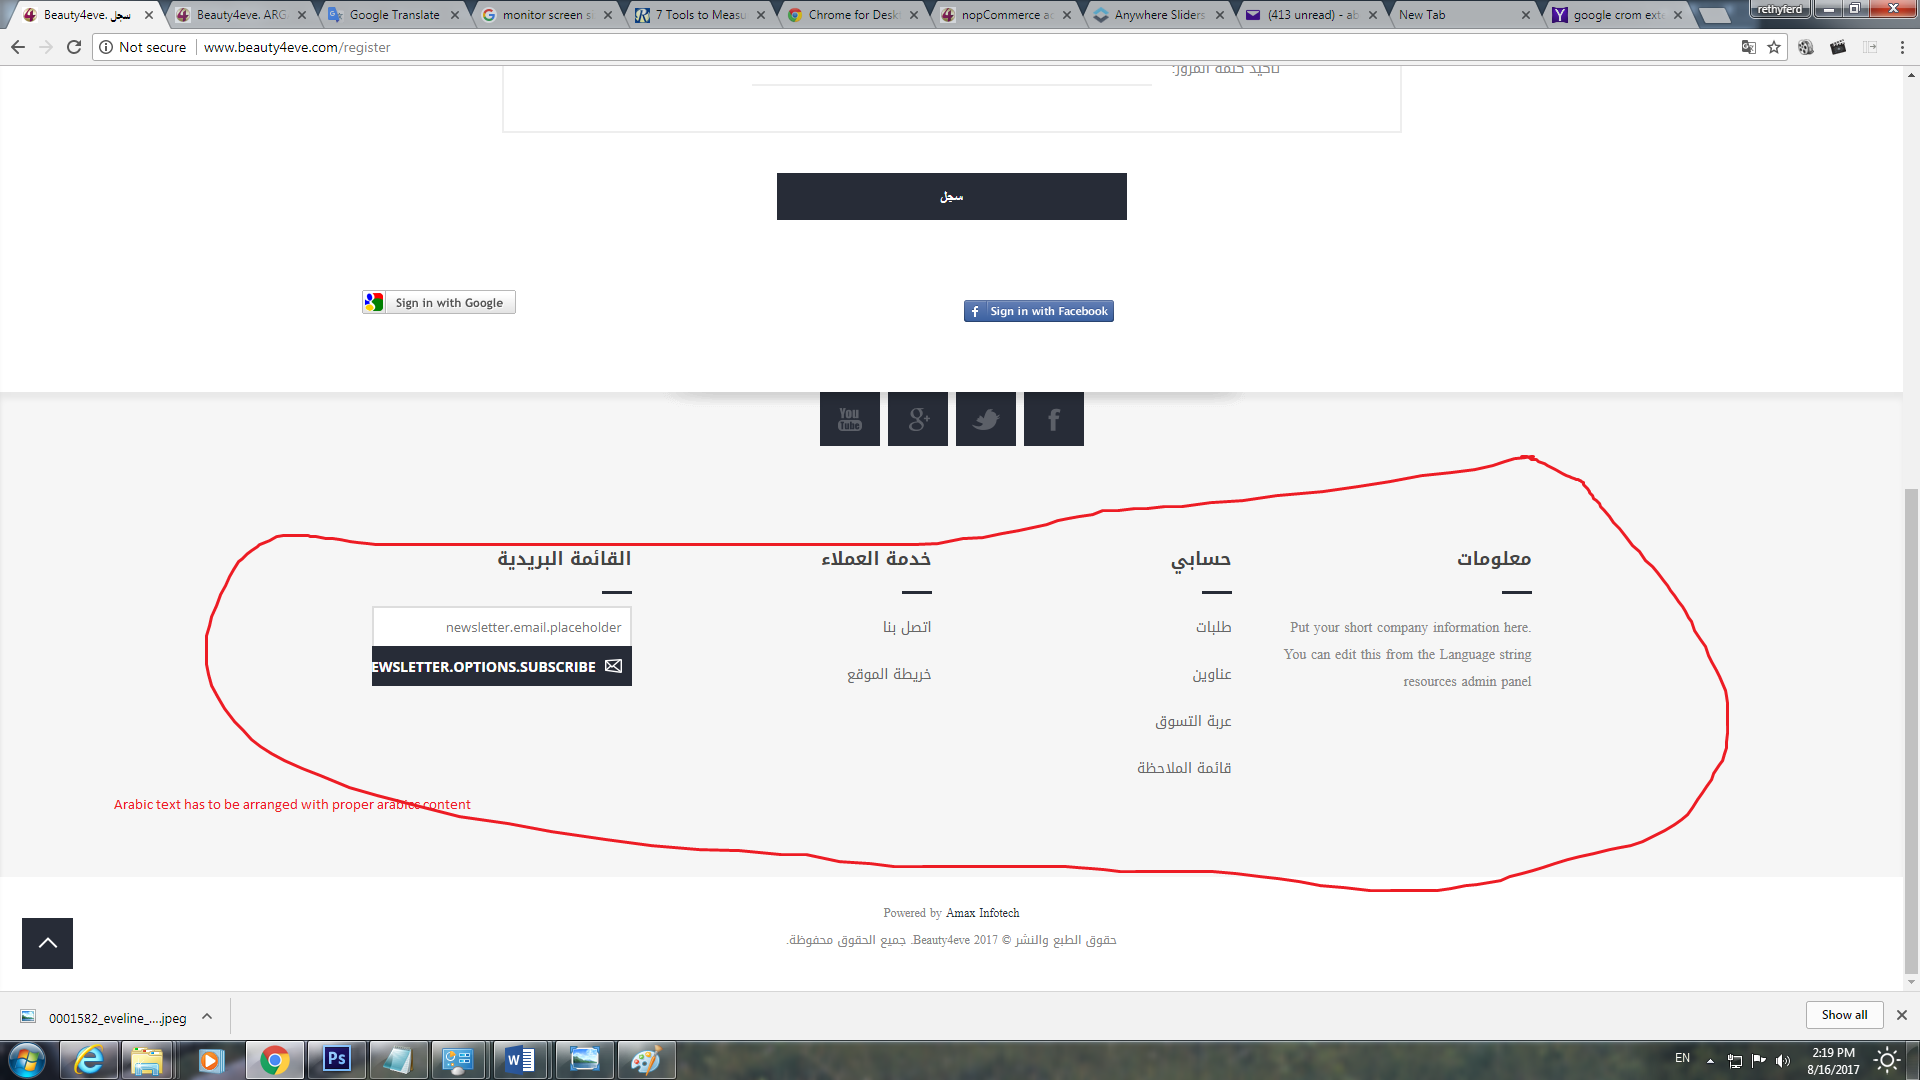 Beauty4eve. سجل
Beauty4eve. ARG
Google Translate
monitor screen s
7 Tools to Measu
Chrome for Desk
nopCommerce a
Anywhere Sliders
(413 unread) - ab
New Tab
google crom exte
rethyferd
Not secure
www.beauty4eve.com/register
تأكيد كلمة المرور:
سجل
Sign in with Google
Sign in with Facebook
You Tube
g+
f
معلومات
Put your short company information here.
You can edit this from the Language string
resources admin panel
حسابي
طلبات
عناوين
عربة التسوق
قائمة الملاحظة
خدمة العملاء
اتصل بنا
خريطة الموقع
القائمة البريدية
newsletter.email.placeholder
EWSLETTER.OPTIONS.SUBSCRIBE
Arabic text has to be arranged with proper arabics content
Powered by Amax Infotech
حقوق الطبع والنشر © 2017 Beauty4eve. جميع الحقوق محفوظة.
0001582_eveline_....jpeg
Show all
Ps
EN
2:19 PM
8/16/2017